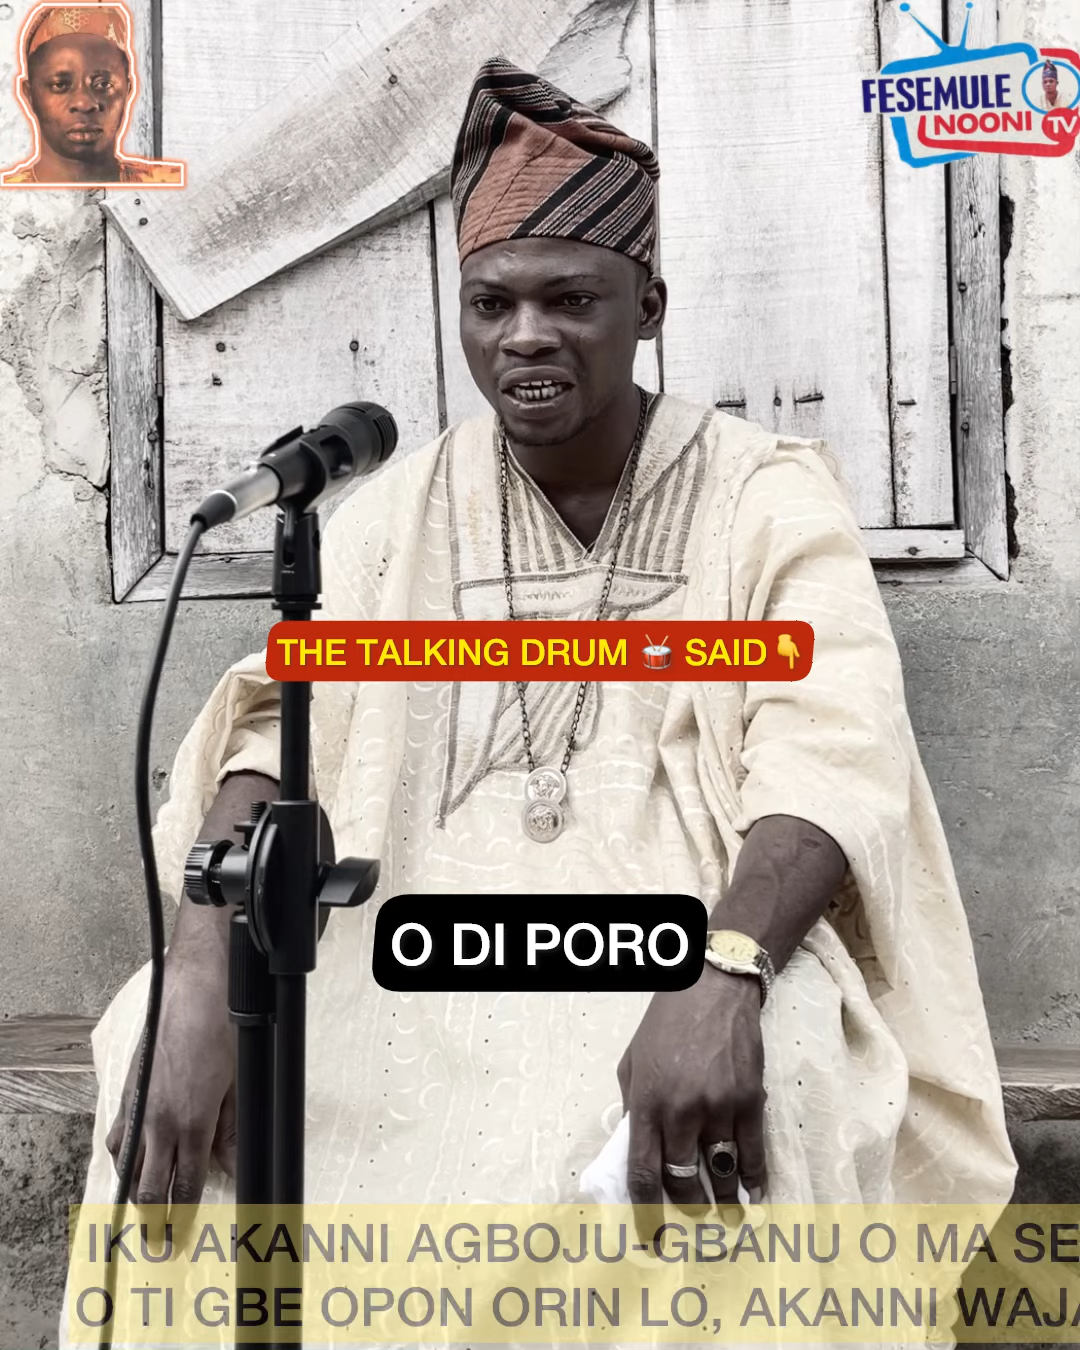 FESEMULE
NOONI TV
THE TALKING DRUM 🥁 SAID👇
O DI PORO
IKU AKANNI AGBOJU-GBANU O MA SE
O TI GBE OPON ORIN LO, AKANNI WAJA